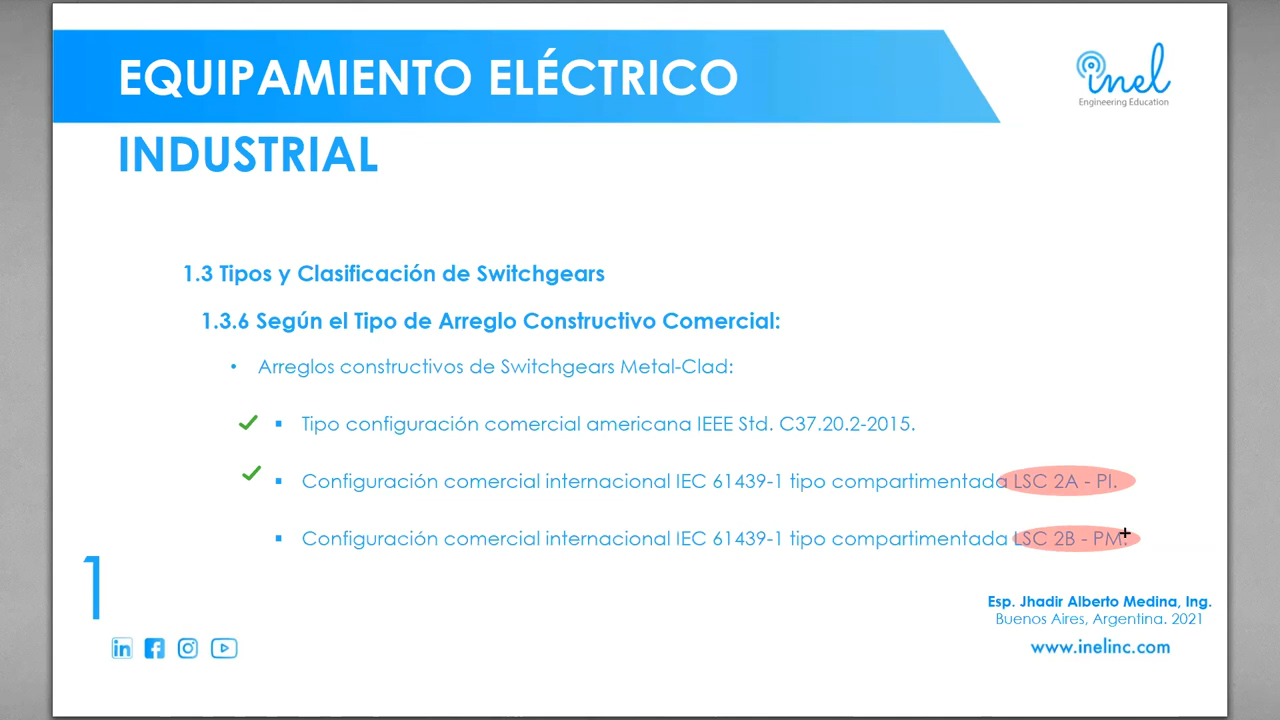 EQUIPAMIENTO ELÉCTRICO
INDUSTRIAL
inel
Engineering Education
1.3 Tipos y Clasificación de Switchgears
1.3.6 Según el Tipo de Arreglo Constructivo Comercial:
• Arreglos constructivos de Switchgears Metal-Clad:
▪ Tipo configuración comercial americana IEEE Std. C37.20.2-2015.
▪ Configuración comercial internacional IEC 61439-1 tipo compartimentada LSC 2A - PI.
▪ Configuración comercial internacional IEC 61439-1 tipo compartimentada LSC 2B - PM.
1
Esp. Jhadir Alberto Medina, Ing.
Buenos Aires, Argentina. 2021
www.inelinc.com